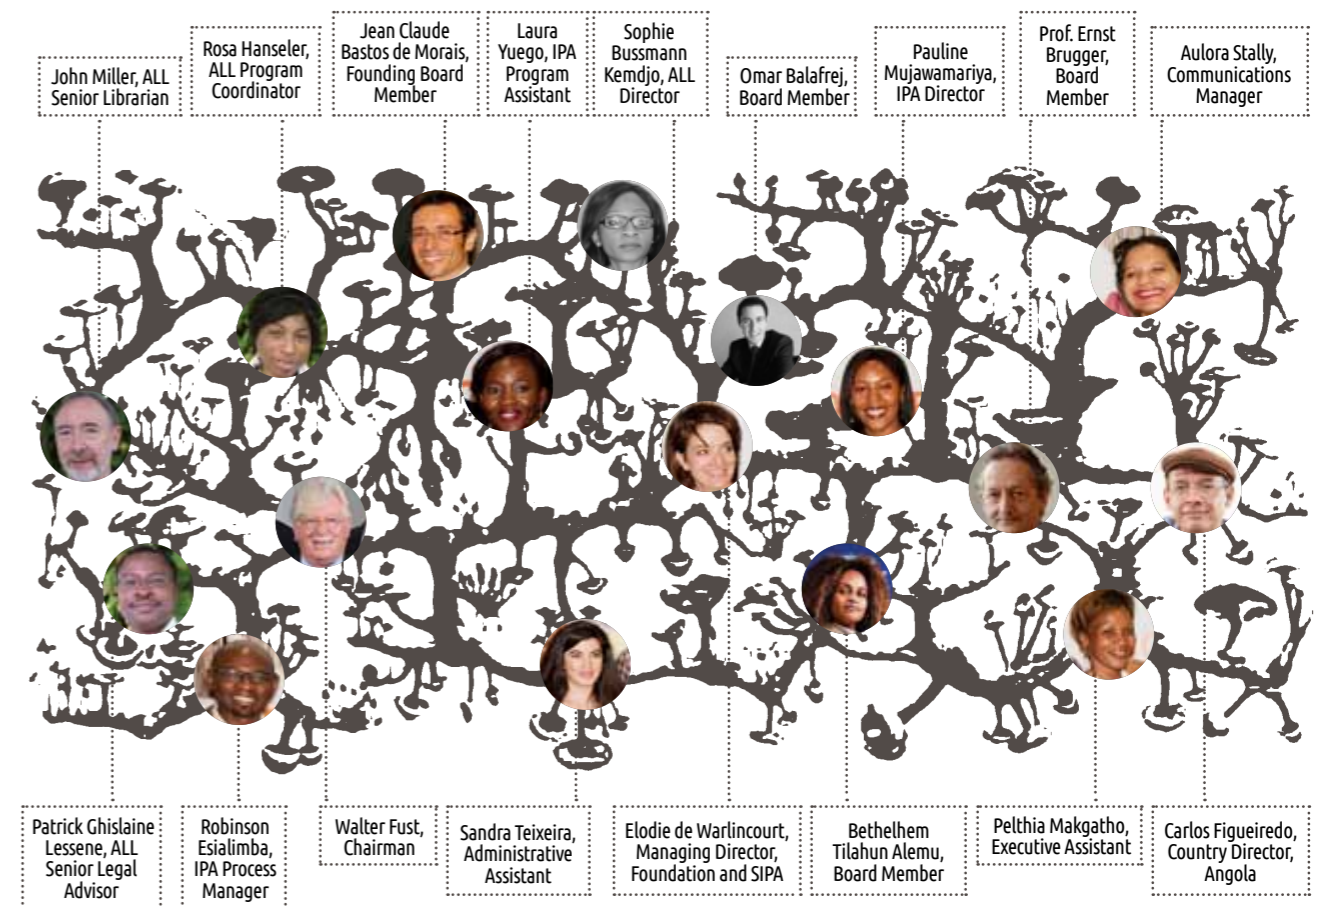 John Miller, ALL
Senior Librarian
Rosa Hanseler,
ALL Program
Coordinator
Jean Claude
Bastos de Morais,
Founding Board
Member
Laura
Yuego, IPA
Program
Assistant
Sophie
Bussmann
Kemdjo, ALL
Director
Omar Balafrej,
Board Member
Pauline
Mujawamariya,
IPA Director
Prof. Ernst
Brugger,
Board
Member
Aulora Stally,
Communications
Manager
Patrick Ghislaine
Lessene, ALL
Senior Legal
Advisor
Robinson
Esialimba,
IPA Process
Manager
Walter Fust,
Chairman
Sandra Teixeira,
Administrative
Assistant
Elodie de Warlincourt,
Managing Director,
Foundation and SIPA
Bethelhem
Tilahun Alemu,
Board Member
Pelthia Makgatho,
Executive Assistant
Carlos Figueiredo,
Country Director,
Angola